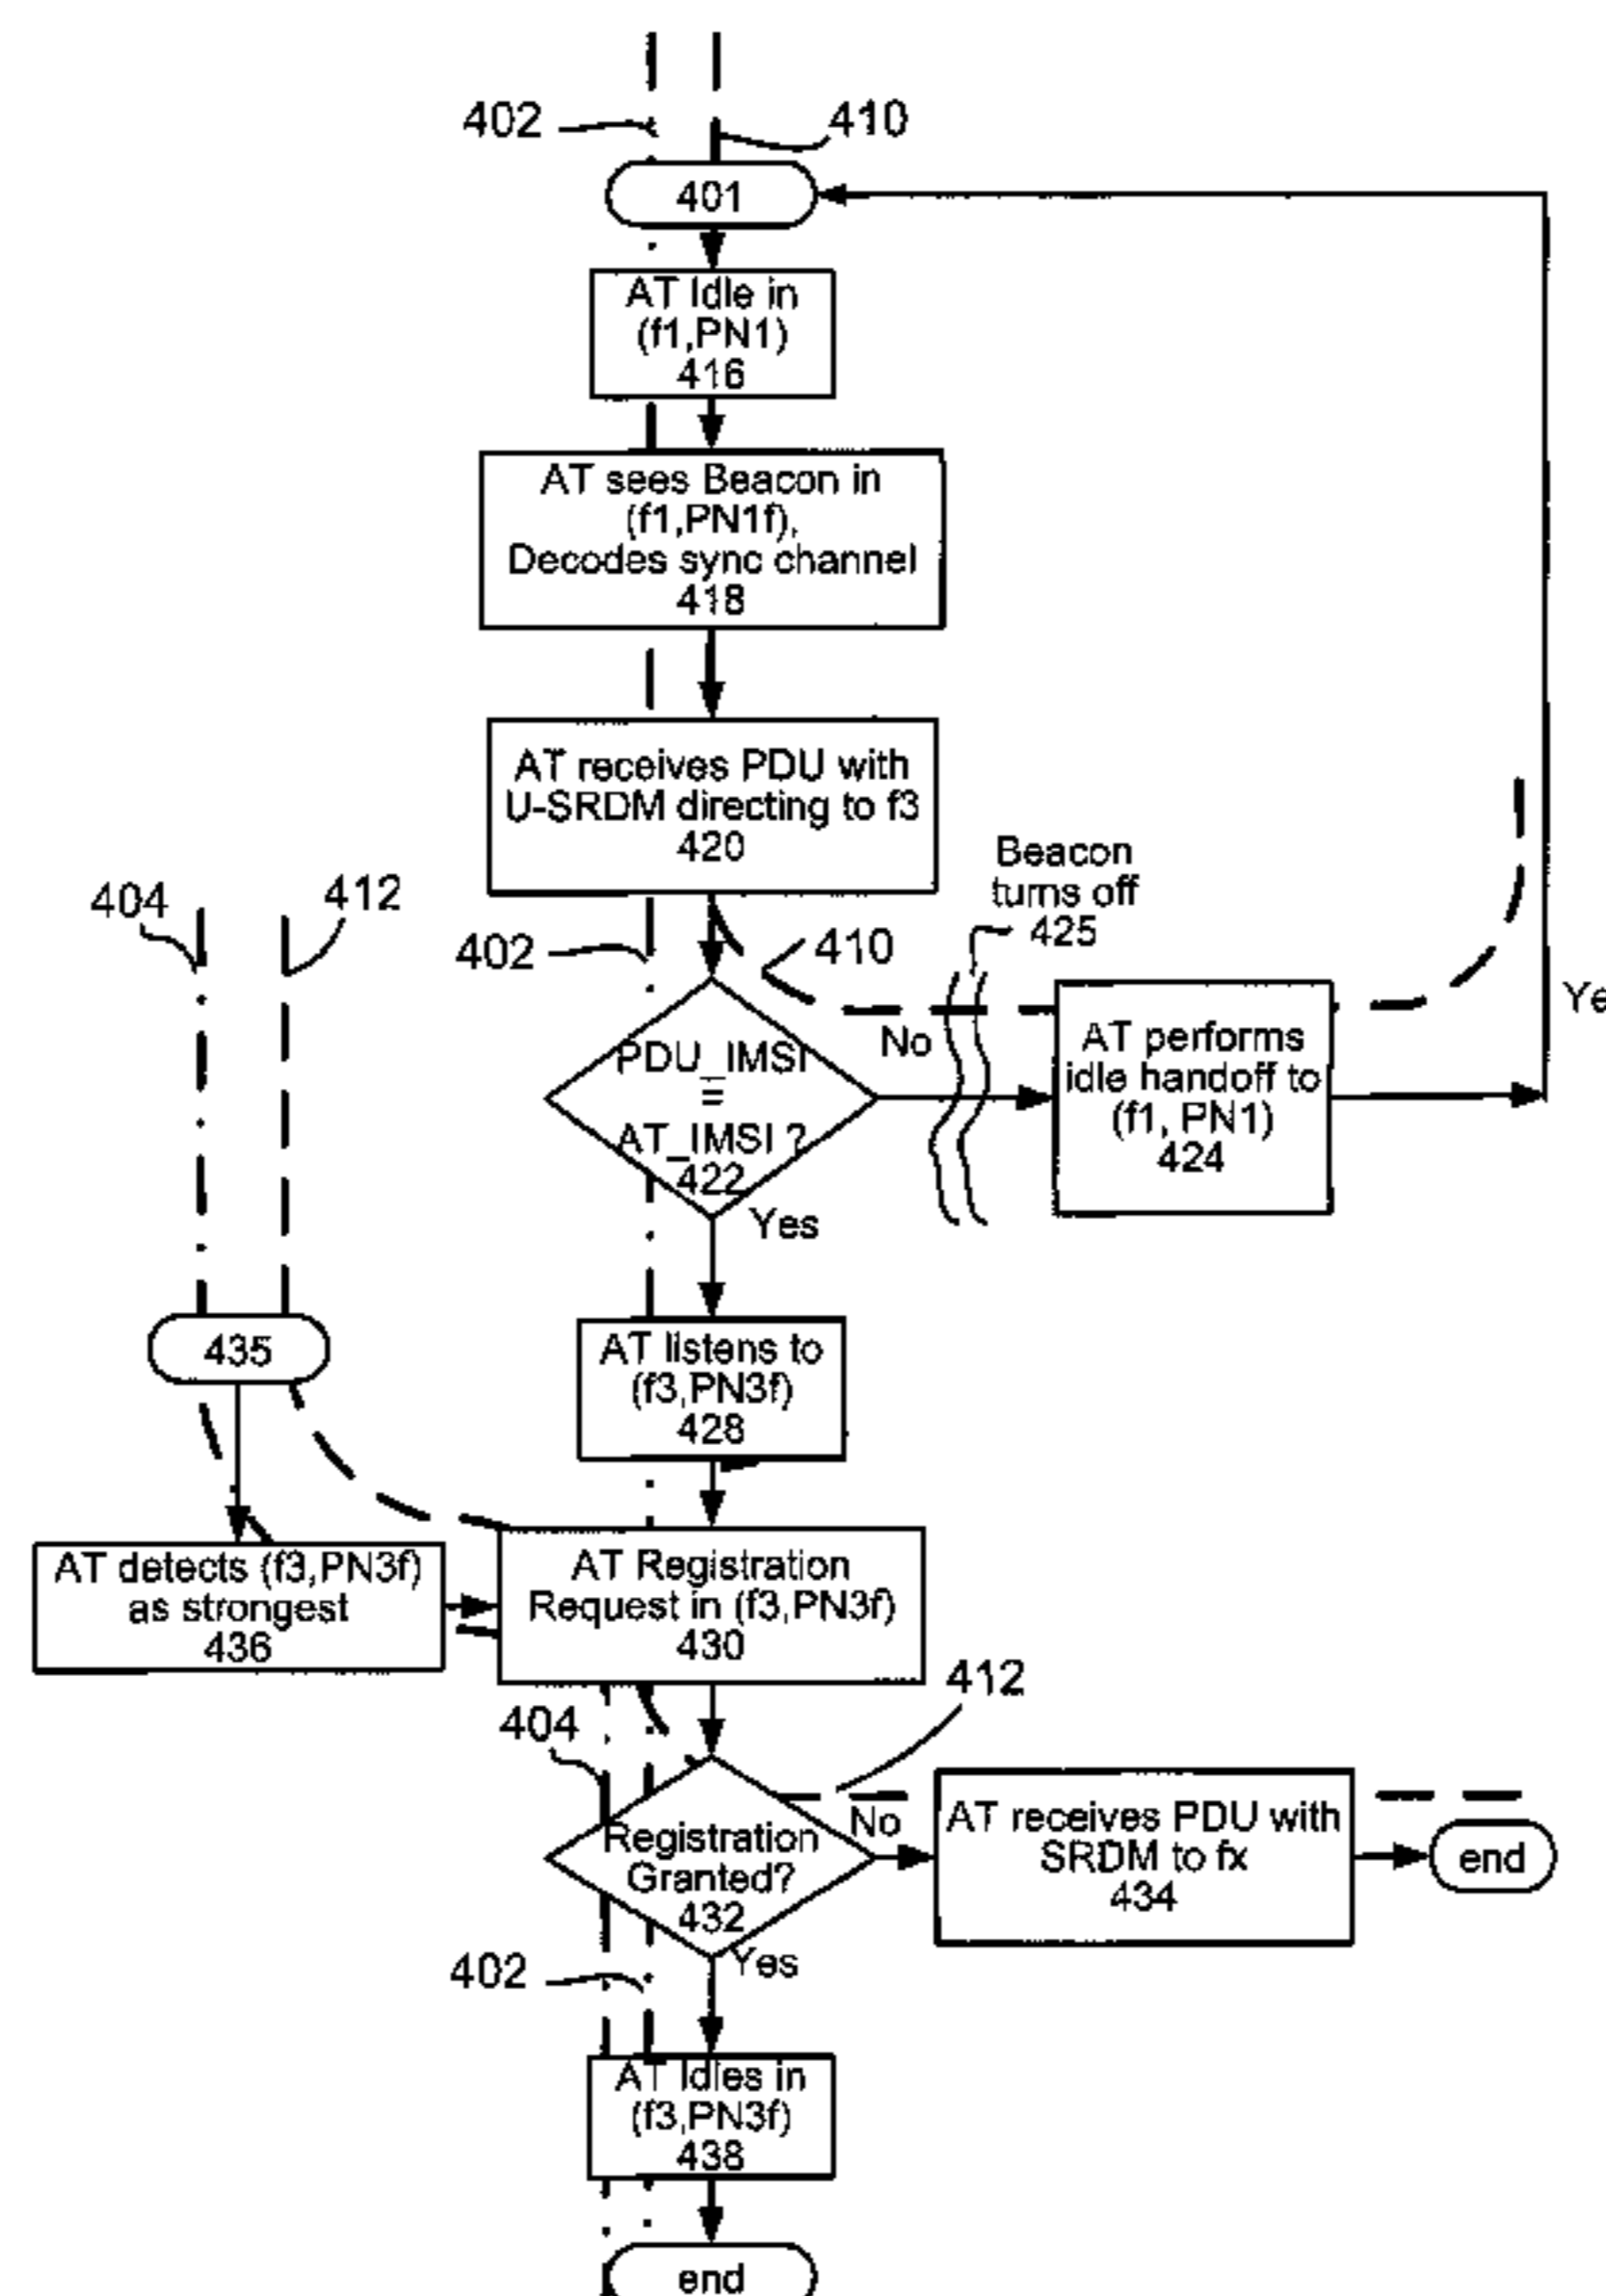 402
410
401
AT Idle in
(f1,PN1)
416
AT sees Beacon in
(f1,PN1f),
Decodes sync channel
418
AT receives PDU with
U-SRDM directing to f3
420
Beacon
turns off
425
404
412
402
410
No
PDU_IMSI
=
AT_IMSI ?
422
Yes
AT performs
idle handoff to
(f1, PN1)
424
Ye
435
AT listens to
(f3,PN3f)
428
AT detects (f3,PN3f)
as strongest
436
AT Registration
Request in (f3,PN3f)
430
404
412
Registration
Granted?
432
No
Yes
AT receives PDU with
SRDM to fx
434
end
402
AT Idles in
(f3,PN3f)
438
end